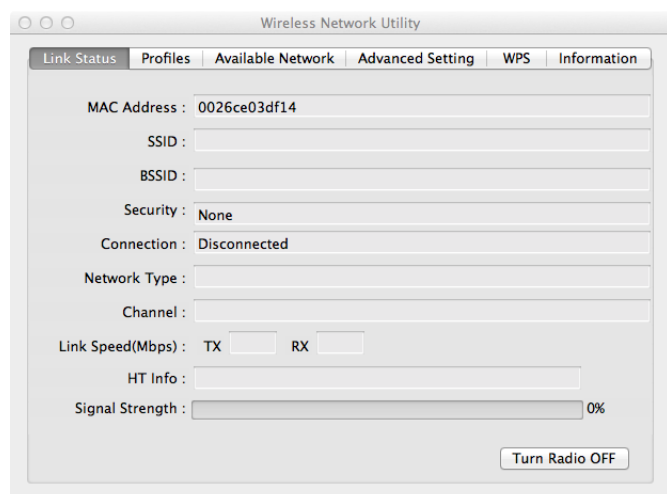 Wireless Network Utility
Link Status Profiles Available Network Advanced Setting WPS Information
MAC Address : 0026ce03df14
SSID :
BSSID :
Security : None
Connection : Disconnected
Network Type :
Channel :
Link Speed(Mbps) : TX RX
HT Info :
Signal Strength : 0%
Turn Radio OFF